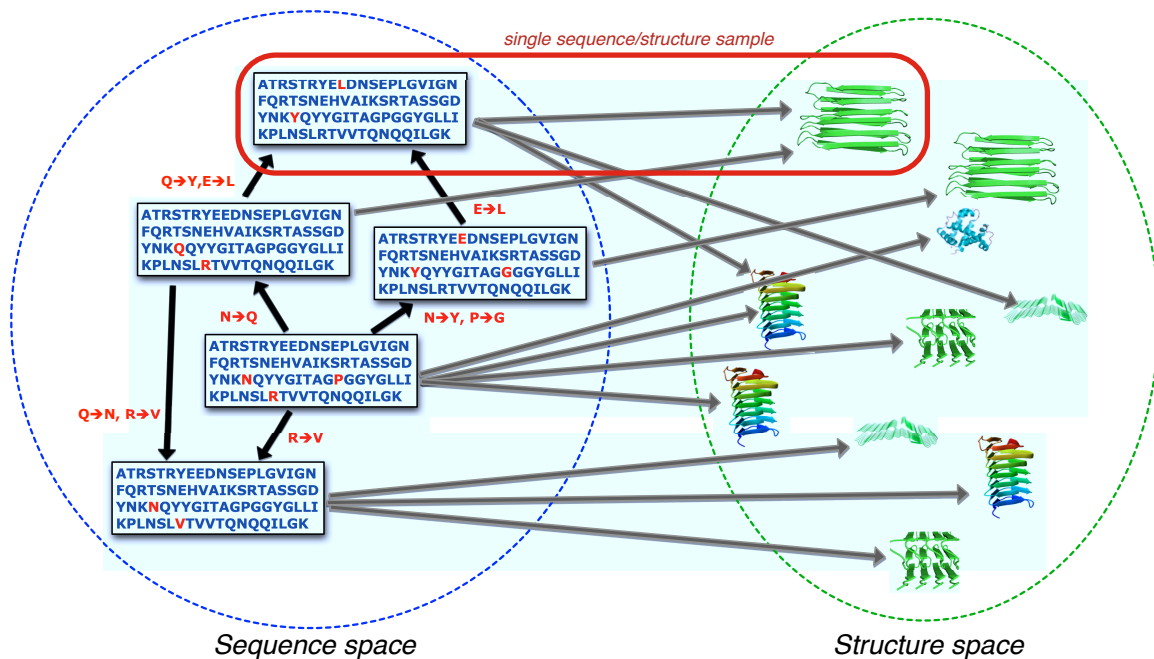 single sequence/structure sample
ATRSTRYELDNSEPLGVIGN
FQRTSNEHVAIKSRTASSGD
YNKYQYYGITAGPGGYGLLI
KPLNSLRTVVTQNQQILGK
Q➔Y,E➔L
E➔L
ATRSTRYEEDNSEPLGVIGN
FQRTSNEHVAIKSRTASSGD
YNKQQYYGITAGPGGYGLLI
KPLNSLRTVVTQNQQILGK
ATRSTRYEEDNSEPLGVIGN
FQRTSNEHVAIKSRTASSGD
YNKYQYYGITAGGGGYGLLI
KPLNSLRTVVTQNQQILGK
N➔Q
N➔Y, P➔G
ATRSTRYEEDNSEPLGVIGN
FQRTSNEHVAIKSRTASSGD
YNKNQYYGITAGPGGYGLLI
KPLNSLRTVVTQNQQILGK
Q➔N, R➔V
R➔V
ATRSTRYEEDNSEPLGVIGN
FQRTSNEHVAIKSRTASSGD
YNKNQYYGITAGPGGYGLLI
KPLNSLVTVVTQNQQILGK
Sequence space
Structure space